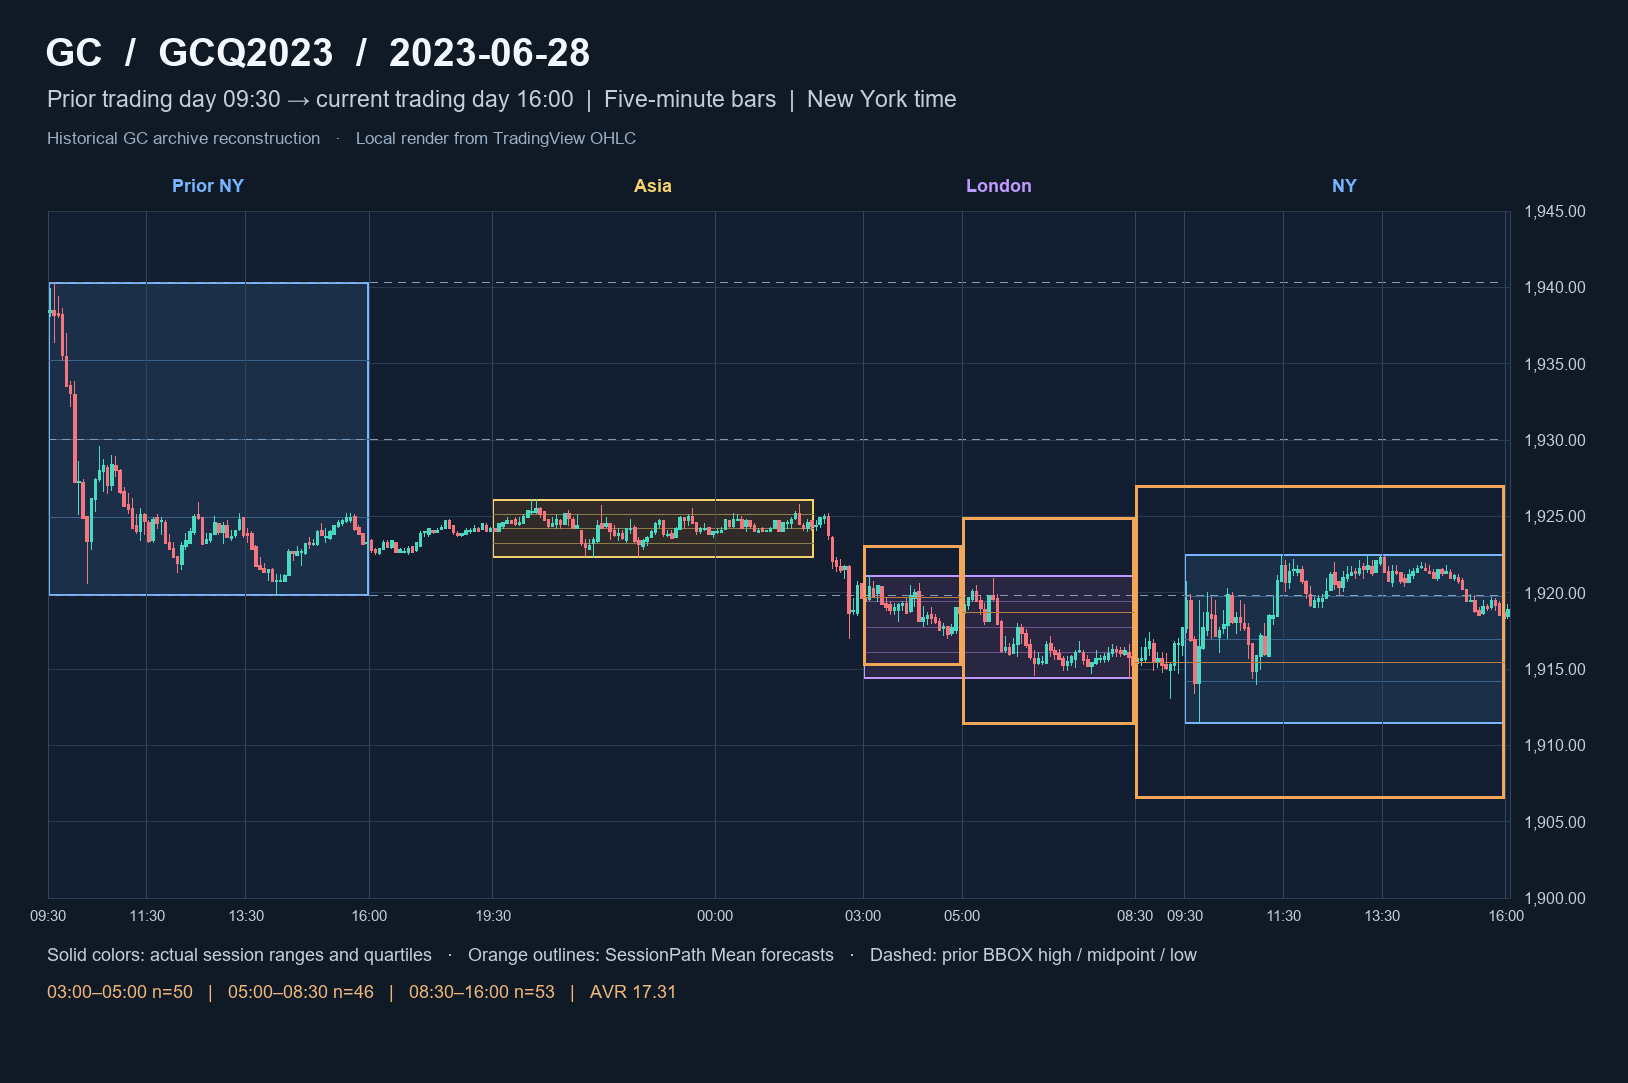 GC / GCQ2023 / 2023-06-28
Prior trading day 09:30 → current trading day 16:00 | Five-minute bars | New York time
Historical GC archive reconstruction · Local render from TradingView OHLC
Prior NY Asia London NY
1,945.00
1,940.00
1,935.00
1,930.00
1,925.00
1,920.00
1,915.00
1,910.00
1,905.00
1,900.00
09:30 11:30 13:30 16:00 19:30 00:00 03:00 05:00 08:30 09:30 11:30 13:30 16:00
Solid colors: actual session ranges and quartiles · Orange outlines: SessionPath Mean forecasts · Dashed: prior BBOX high / midpoint / low
03:00–05:00 n=50 | 05:00–08:30 n=46 | 08:30–16:00 n=53 | AVR 17.31